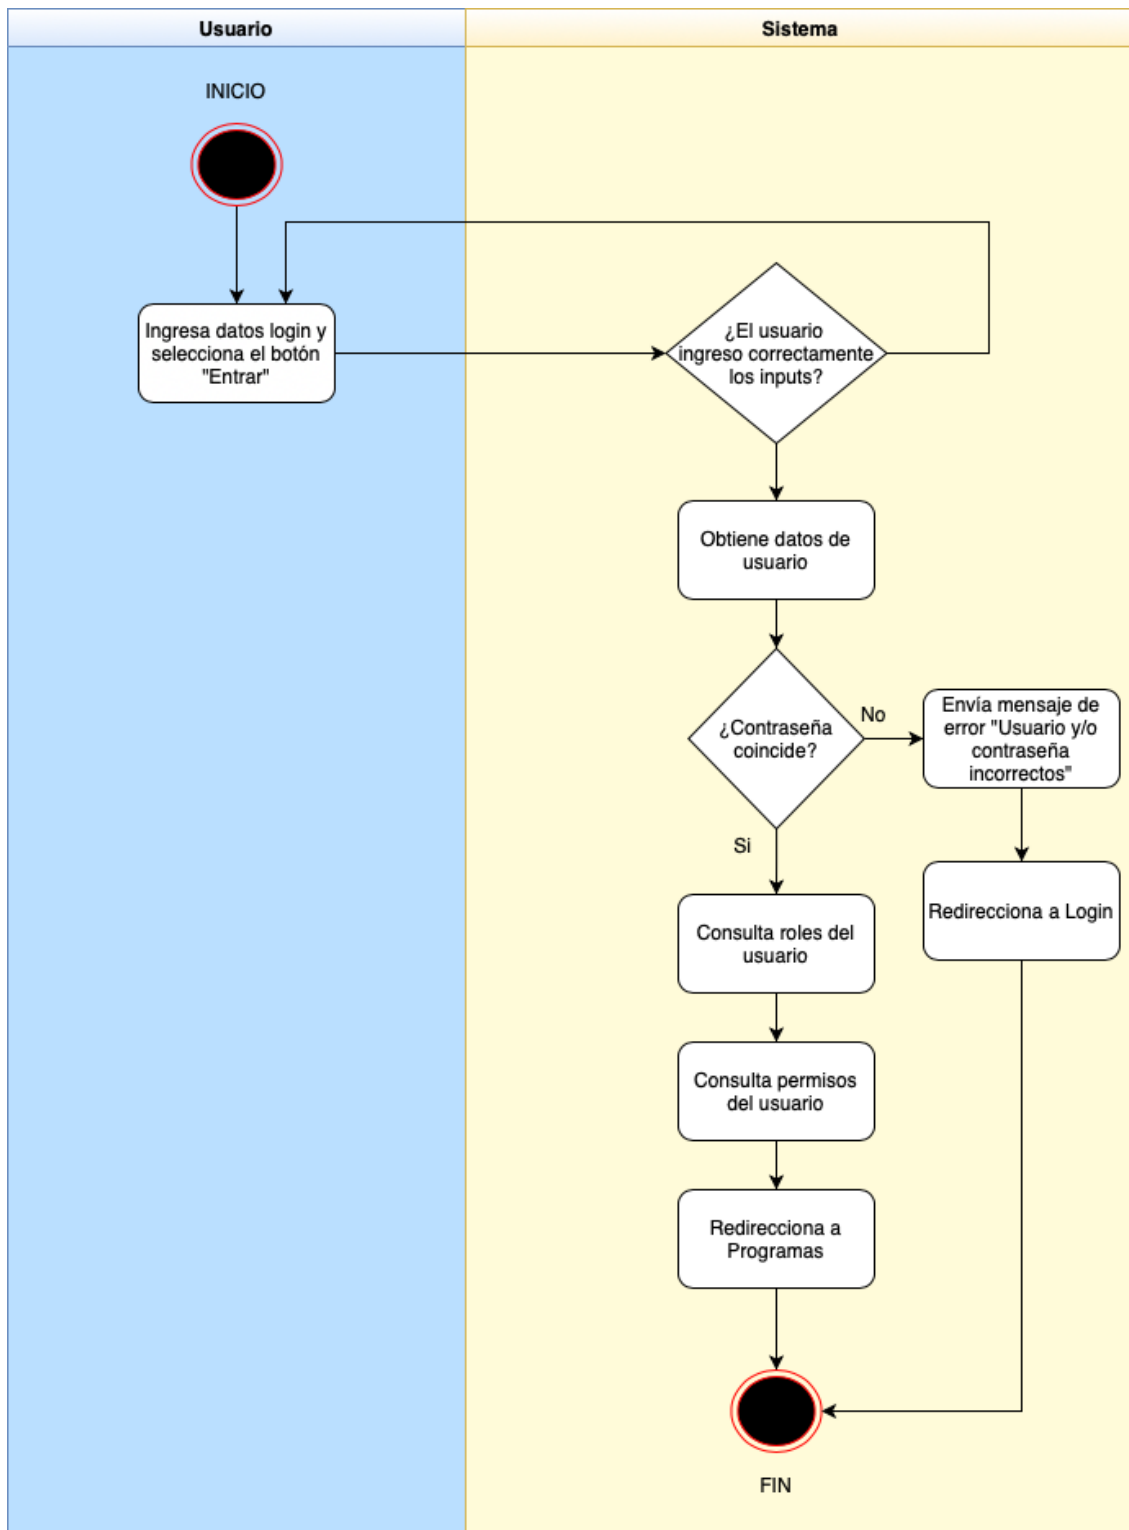 Usuario
Sistema
INICIO
Ingresa datos login y
selecciona el botón
"Entrar"
¿El usuario
ingreso correctamente
los inputs?
Obtiene datos de
usuario
¿Contraseña
coincide?
No
Envía mensaje de
error "Usuario y/o
contraseña
incorrectos"
Si
Redirecciona a Login
Consulta roles del
usuario
Consulta permisos
del usuario
Redirecciona a
Programas
FIN